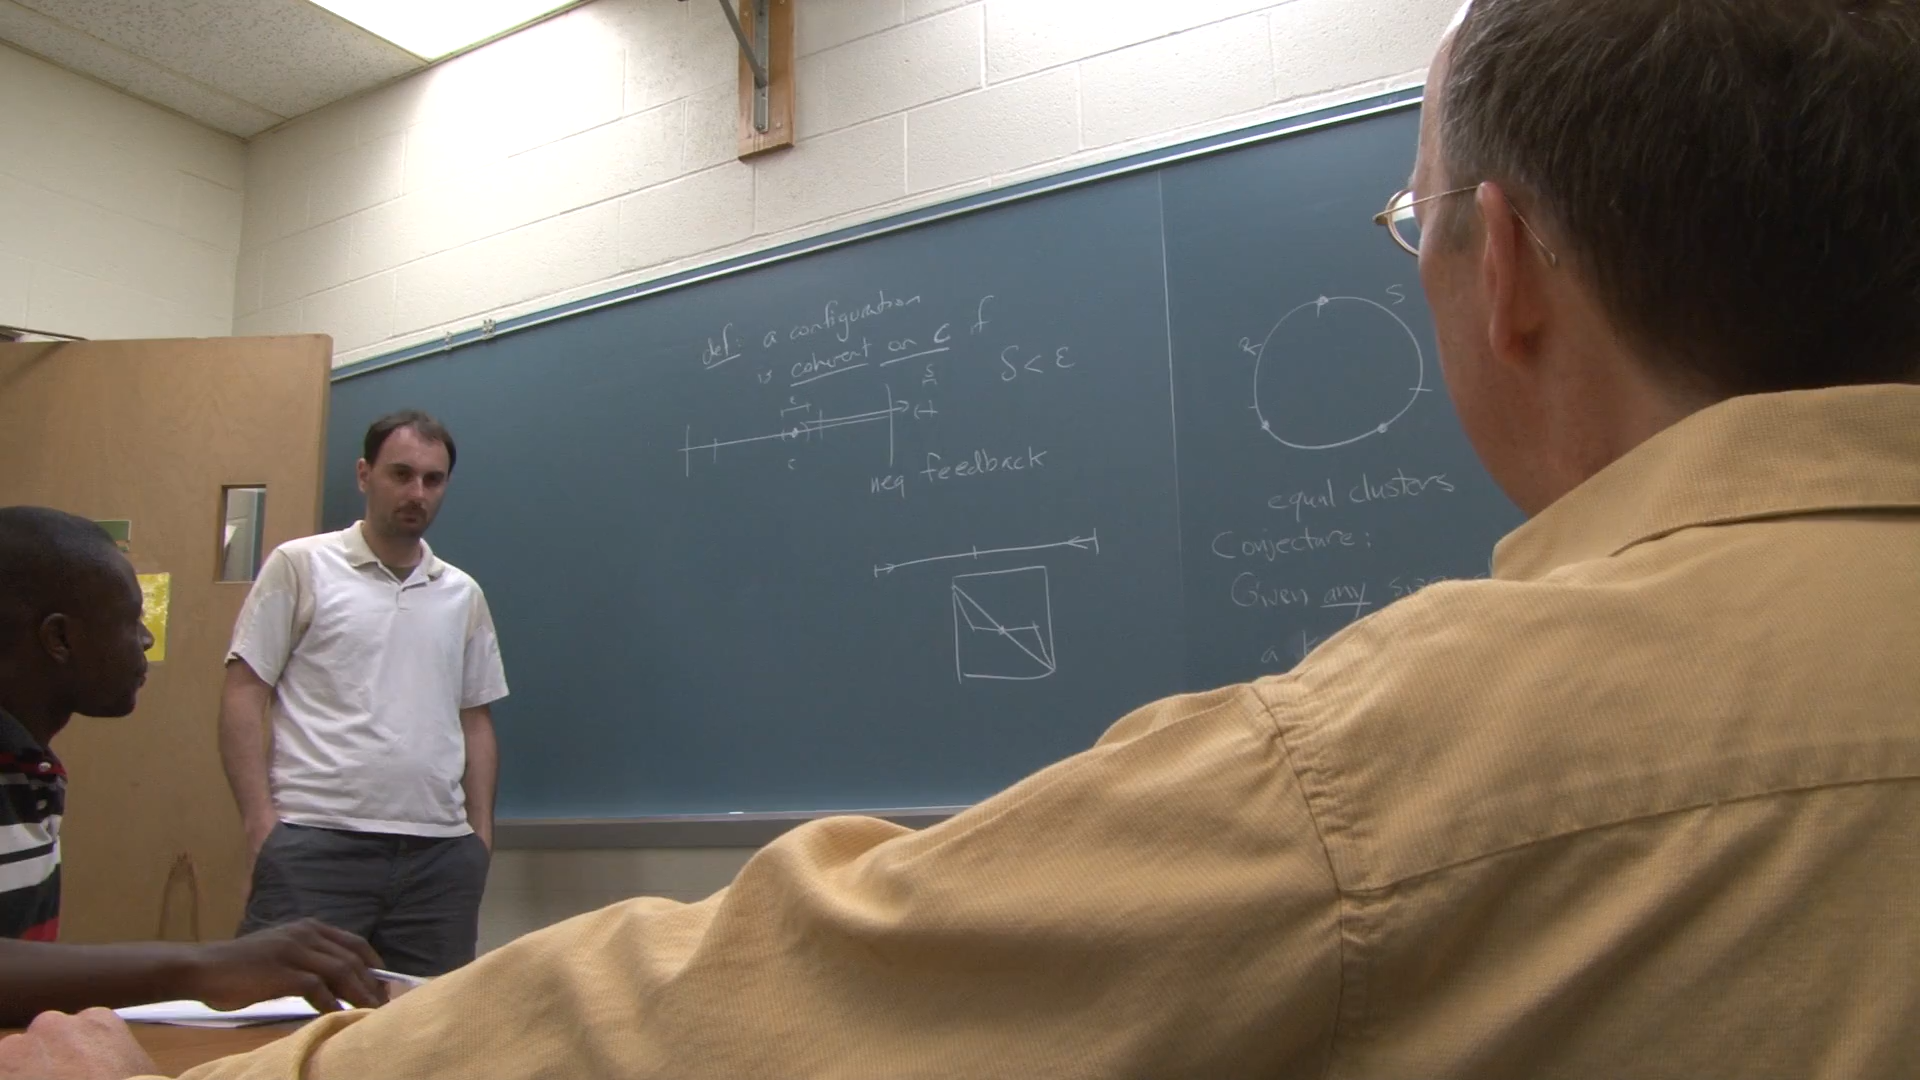 def: a configuration
is coherent on C if
S < ε
S
ε
c
neg feedback
S
R
equal clusters
Conjecture:
Given any
a